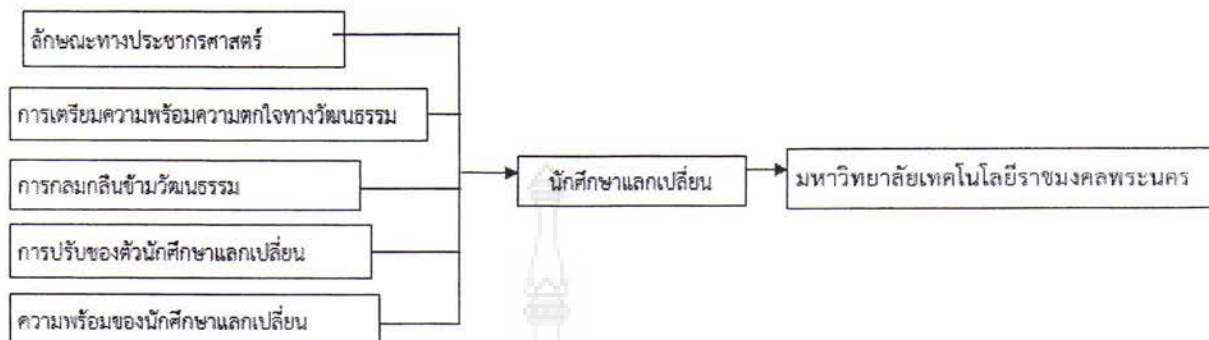 ลักษณะทางประชากรศาสตร์
การเตรียมความพร้อมความตกใจทางวัฒนธรรม
การกลมกลืนข้ามวัฒนธรรม
การปรับของตัวนักศึกษาแลกเปลี่ยน
ความพร้อมของนักศึกษาแลกเปลี่ยน
นักศึกษาแลกเปลี่ยน
มหาวิทยาลัยเทคโนโลยีราชมงคลพระนคร